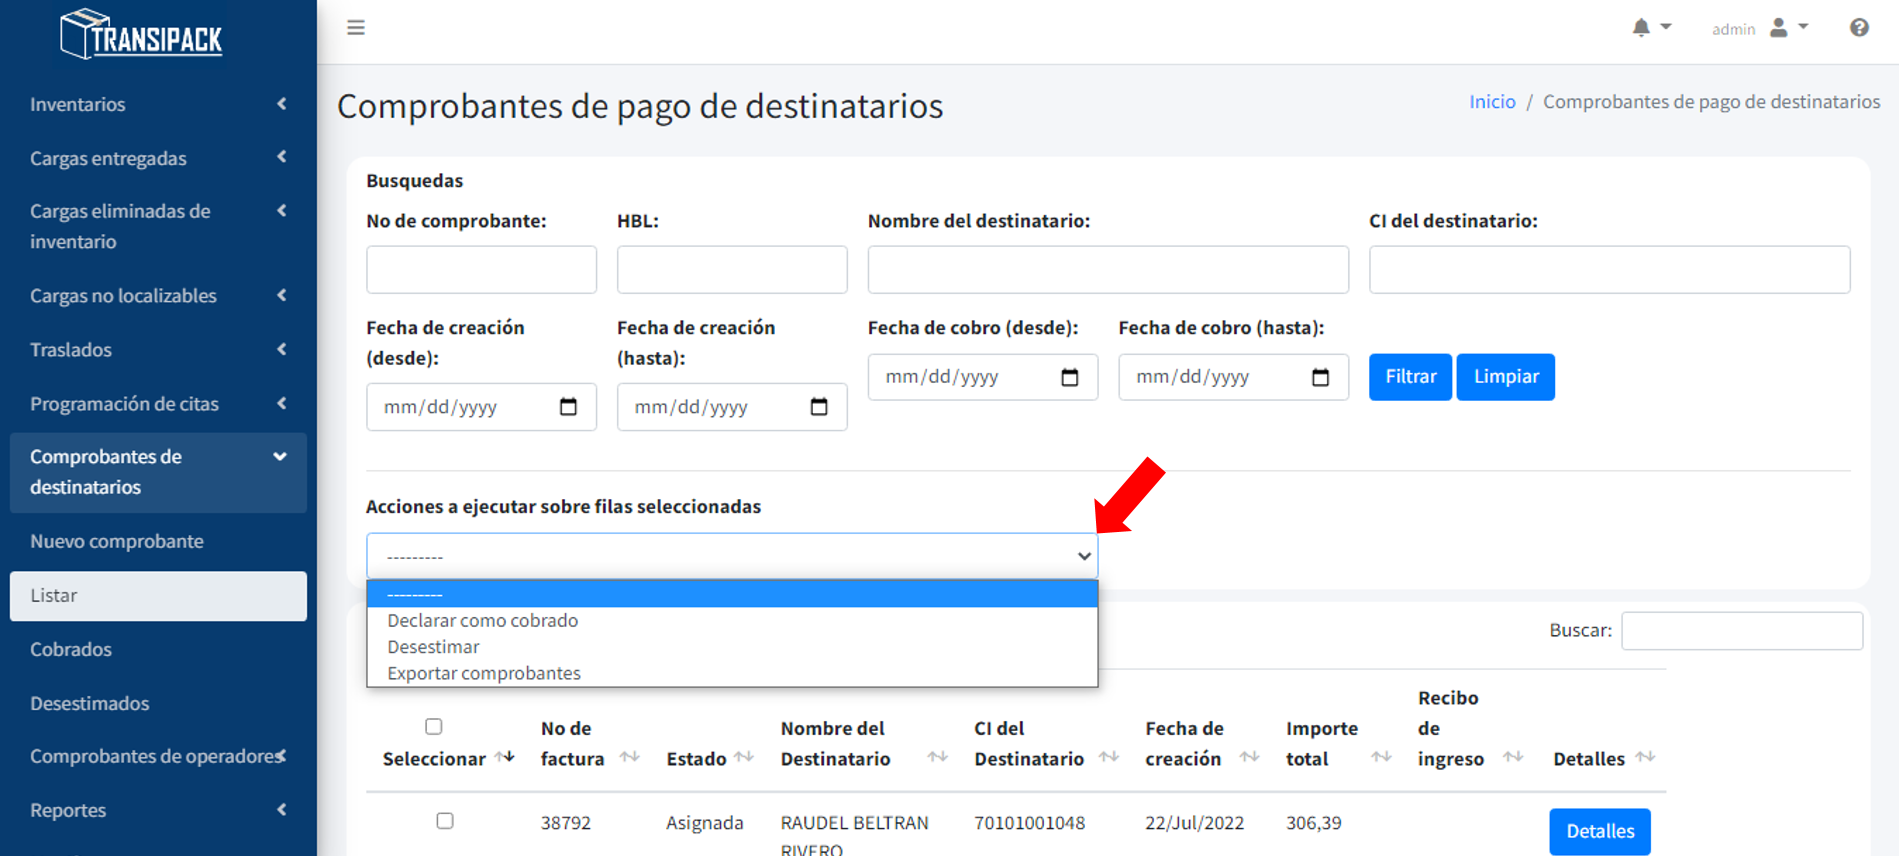 TRANSIPACK
admin
Inventarios
Cargas entregadas
Cargas eliminadas de
inventario
Cargas no localizables
Traslados
Programación de citas
Comprobantes de
destinatarios
Nuevo comprobante
Listar
Cobrados
Desestimados
Comprobantes de operadores
Reportes
Comprobantes de pago de destinatarios
Inicio / Comprobantes de pago de destinatarios
Busquedas
No de comprobante: HBL: Nombre del destinatario: CI del destinatario:
Fecha de creación
(desde):
Fecha de creación
(hasta):
Fecha de cobro (desde): Fecha de cobro (hasta):
mm/dd/yyyy mm/dd/yyyy mm/dd/yyyy mm/dd/yyyy
Filtrar Limpiar
Acciones a ejecutar sobre filas seleccionadas
---------
---------
Declarar como cobrado
Desestimar
Exportar comprobantes
Buscar:
Seleccionar
No de
factura
Estado
Nombre del
Destinatario
CI del
Destinatario
Fecha de
creación
Importe
total
Recibo
de
ingreso
Detalles
38792 Asignada RAUDEL BELTRAN 70101001048 22/Jul/2022 306,39 Detalles
RIVERO